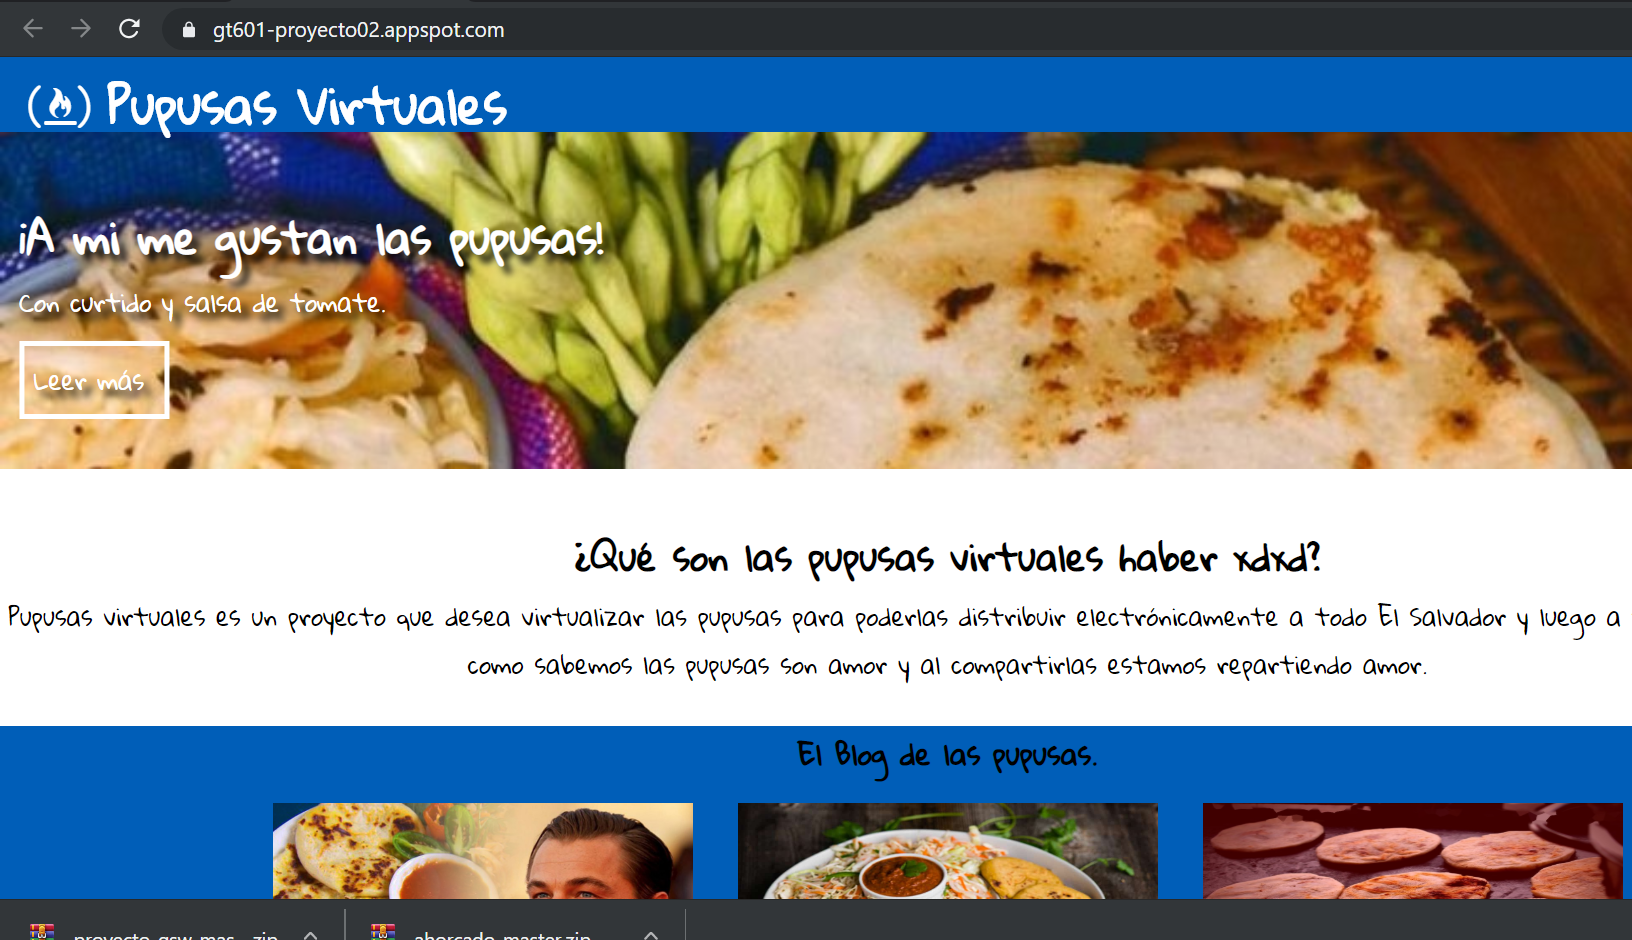 gt601-proyecto02.appspot.com
Pupusas Virtuales
¡A mi me gustan las pupusas!
Con curtido y salsa de tomate.
Leer más
¿Qué son las pupusas virtuales haber xdxd?
Pupusas virtuales es un proyecto que desea virtualizar las pupusas para poderlas distribuir electrónicamente a todo El Salvador y luego a
como sabemos las pupusas son amor y al compartirlas estamos repartiendo amor.
El Blog de las pupusas.
proyecto-gsw-mas....zip
ahorcado-master.zip